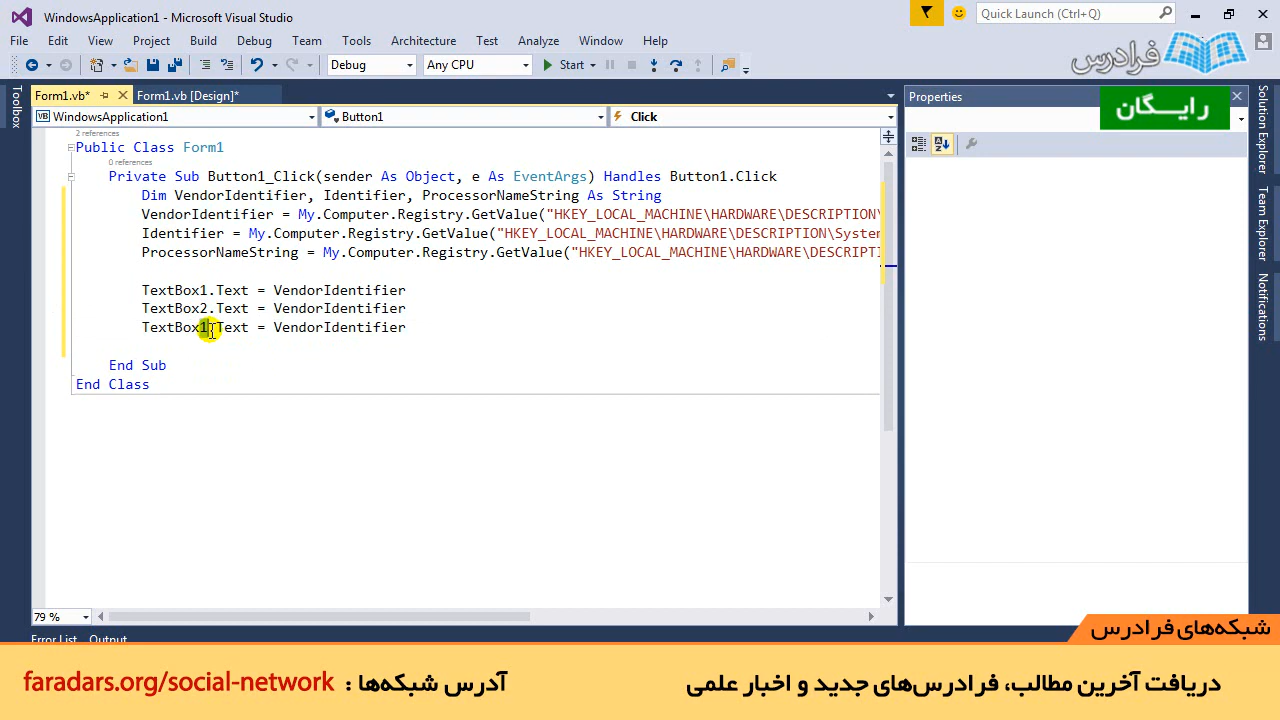 WindowsApplication1 - Microsoft Visual Studio
Quick Launch (Ctrl+Q)
File Edit View Project Build Debug Team Tools Architecture Test Analyze Window Help
Debug Any CPU Start
فرادرس
Toolbox
Form1.vb* Form1.vb [Design]*
Properties
رایـــگان
WindowsApplication1 Button1 Click
Solution Explorer
Team Explorer
Notifications
2 references
Public Class Form1
0 references
Private Sub Button1_Click(sender As Object, e As EventArgs) Handles Button1.Click
Dim VendorIdentifier, Identifier, ProcessorNameString As String
VendorIdentifier = My.Computer.Registry.GetValue("HKEY_LOCAL_MACHINE\HARDWARE\DESCRIPTION\
Identifier = My.Computer.Registry.GetValue("HKEY_LOCAL_MACHINE\HARDWARE\DESCRIPTION\System
ProcessorNameString = My.Computer.Registry.GetValue("HKEY_LOCAL_MACHINE\HARDWARE\DESCRIPTI
TextBox1.Text = VendorIdentifier
TextBox2.Text = VendorIdentifier
TextBox1.Text = VendorIdentifier
End Sub
End Class
79 %
Error List Output
شبکه‌های فرادرس
دریافت آخرین مطالب، فرادرس‌های جدید و اخبار علمی
آدرس شبکه‌ها : faradars.org/social-network